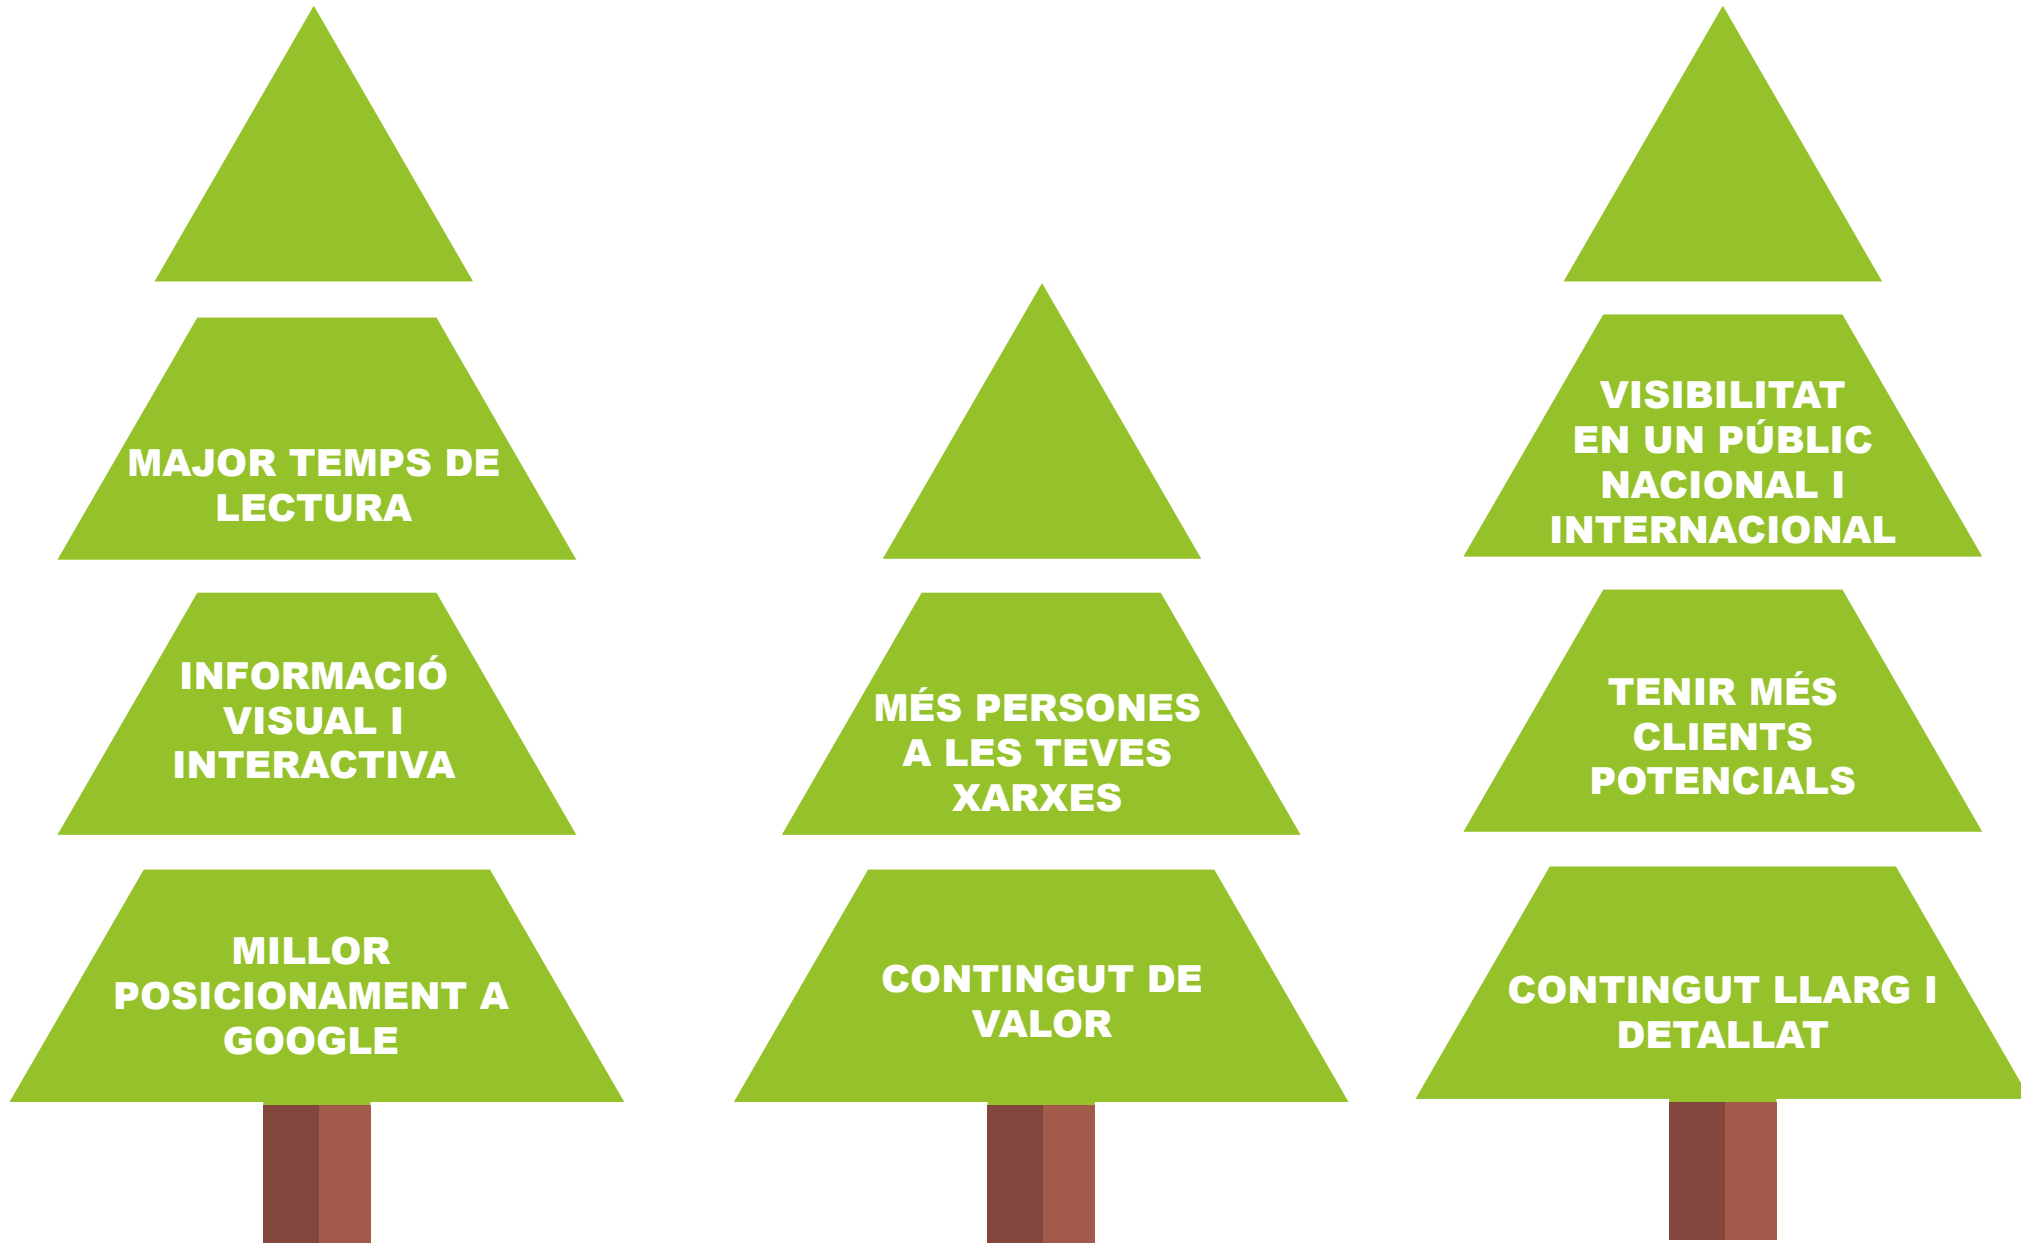 MAJOR TEMPS DE
LECTURA
INFORMACIÓ
VISUAL I
INTERACTIVA
MILLOR
POSICIONAMENT A
GOOGLE
MÉS PERSONES
A LES TEVES
XARXES
CONTINGUT DE
VALOR
VISIBILITAT
EN UN PÚBLIC
NACIONAL I
INTERNACIONAL
TENIR MÉS
CLIENTS
POTENCIALS
CONTINGUT LLARG I
DETALLAT